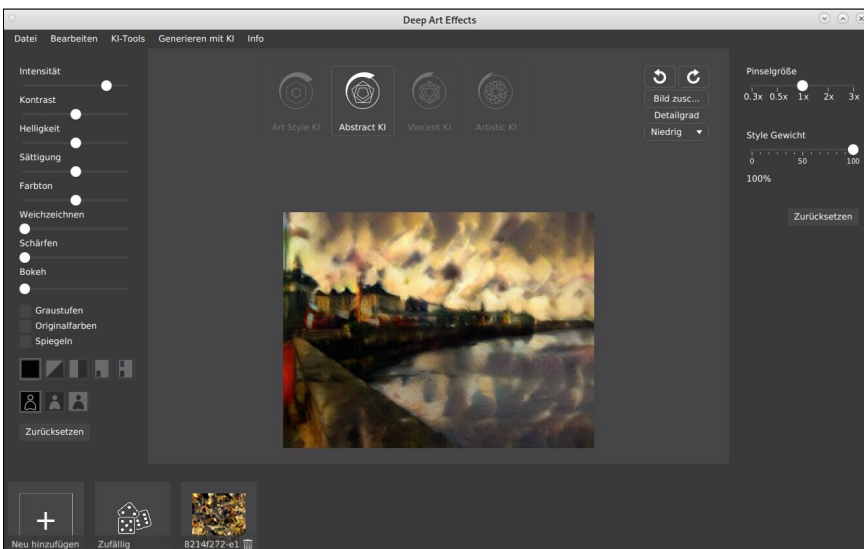 Deep Art Effects
Datei Bearbeiten KI-Tools Generieren mit KI Info
Intensität
Kontrast
Helligkeit
Sättigung
Farbton
Weichzeichnen
Schärfen
Bokeh
Graustufen
Originalfarben
Spiegeln
Zurücksetzen
Art Style KI Abstract KI Vincent KI Artistic KI
Bild zusc...
Detailgrad
Niedrig
Pinselgröße
0.3x 0.5x 1x 2x 3x
Style Gewicht
0 50 100
100%
Zurücksetzen
Neu hinzufügen Zufällig 8214f272-e1